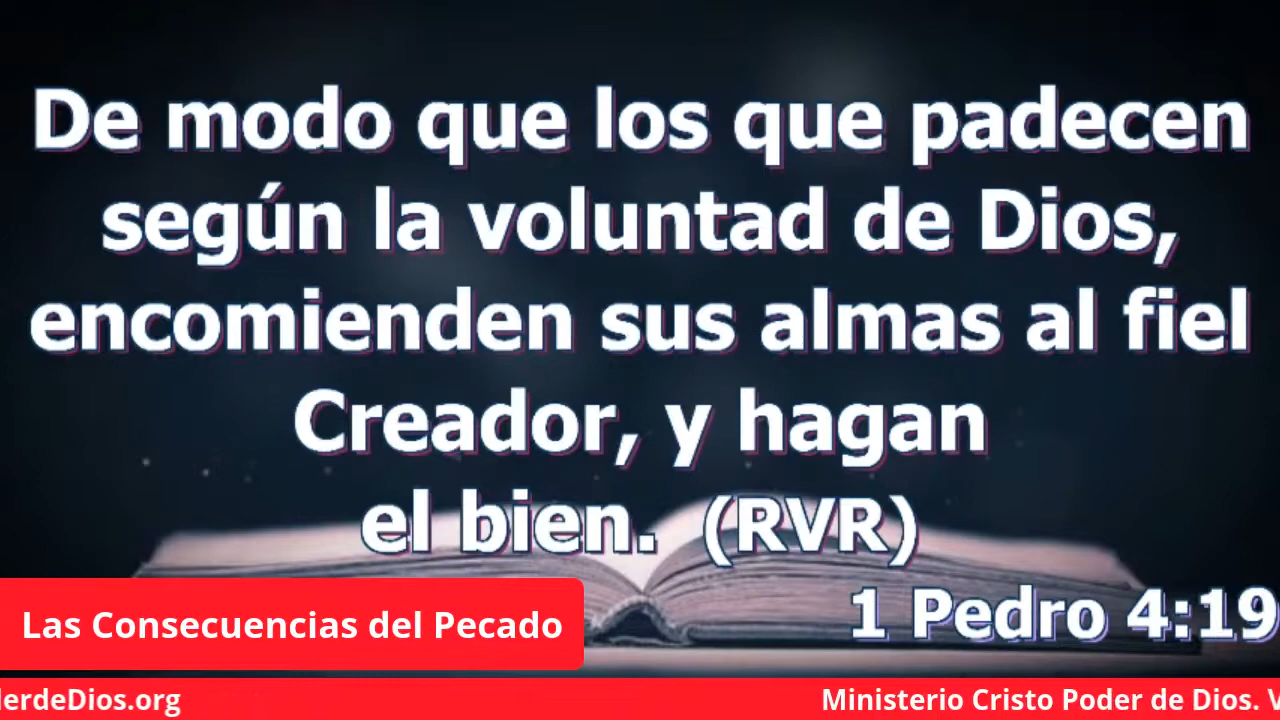 De modo que los que padecen
según la voluntad de Dios,
encomienden sus almas al fiel
Creador, y hagan
el bien. (RVR)
1 Pedro 4:19
Las Consecuencias del Pecado
erdeDios.org
Ministerio Cristo Poder de Dios. V